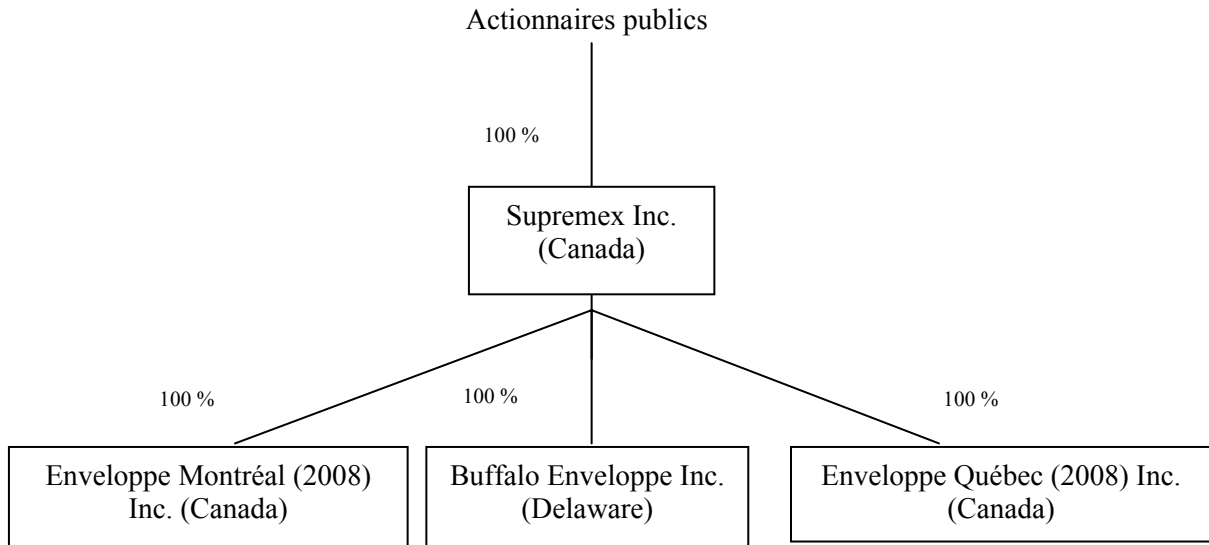 Actionnaires publics
100 %
Supremex Inc.
(Canada)
100 %
100 %
100 %
Enveloppe Montréal (2008)
Inc. (Canada)
Buffalo Enveloppe Inc.
(Delaware)
Enveloppe Québec (2008) Inc.
(Canada)